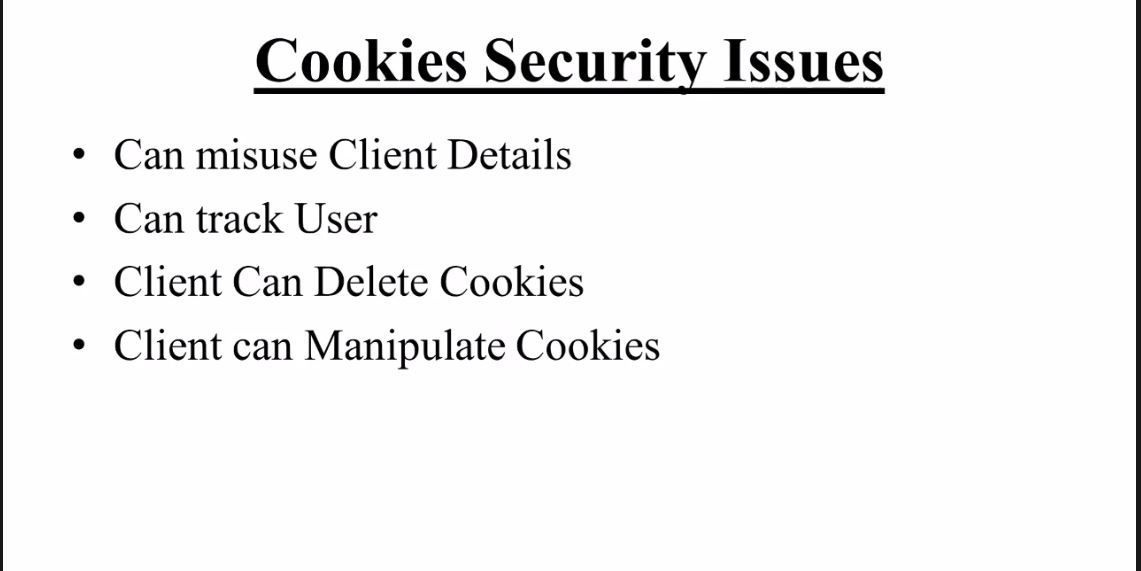 Cookies Security Issues
• Can misuse Client Details
• Can track User
• Client Can Delete Cookies
• Client can Manipulate Cookies